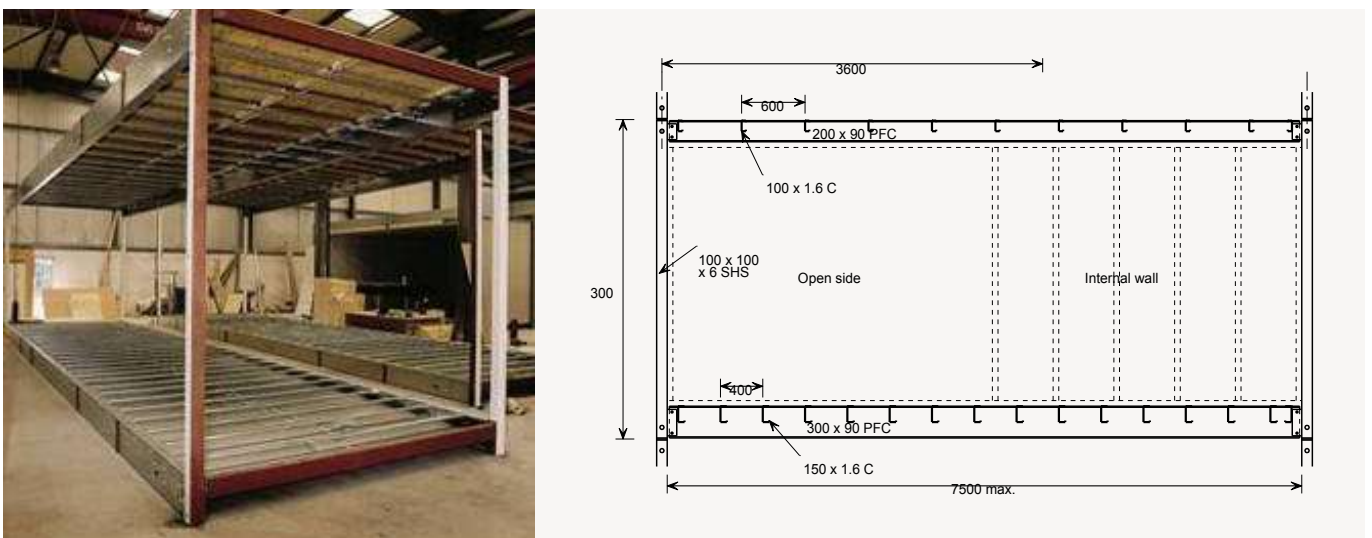 3600
600
200 x 90 PFC
100 x 1.6 C
100 x 100
x 6 SHS
Open side
Internal wall
300
400
300 x 90 PFC
150 x 1.6 C
7500 max.